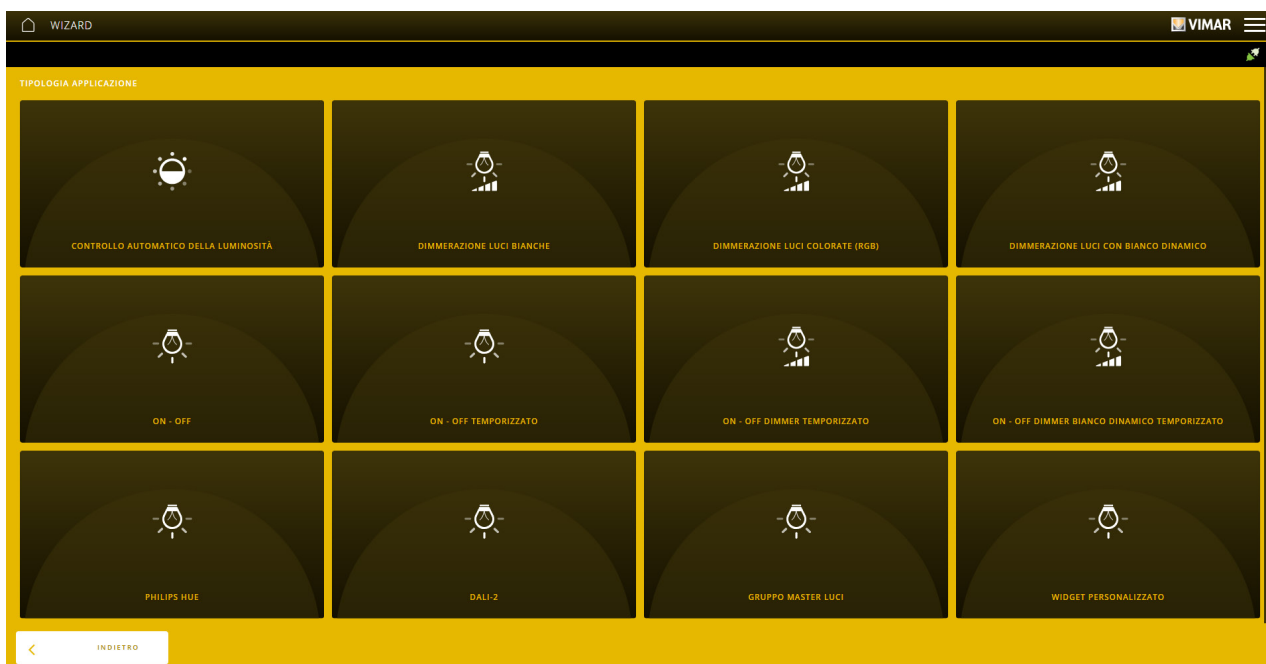 WIZARD
VIMAR
TIPOLOGIA APPLICAZIONE
CONTROLLO AUTOMATICO DELLA LUMINOSITÀ
DIMMERAZIONE LUCI BIANCHE
DIMMERAZIONE LUCI COLORATE (RGB)
DIMMERAZIONE LUCI CON BIANCO DINAMICO
ON - OFF
ON - OFF TEMPORIZZATO
ON - OFF DIMMER TEMPORIZZATO
ON - OFF DIMMER BIANCO DINAMICO TEMPORIZZATO
PHILIPS HUE
DALI-2
GRUPPO MASTER LUCI
WIDGET PERSONALIZZATO
INDIETRO